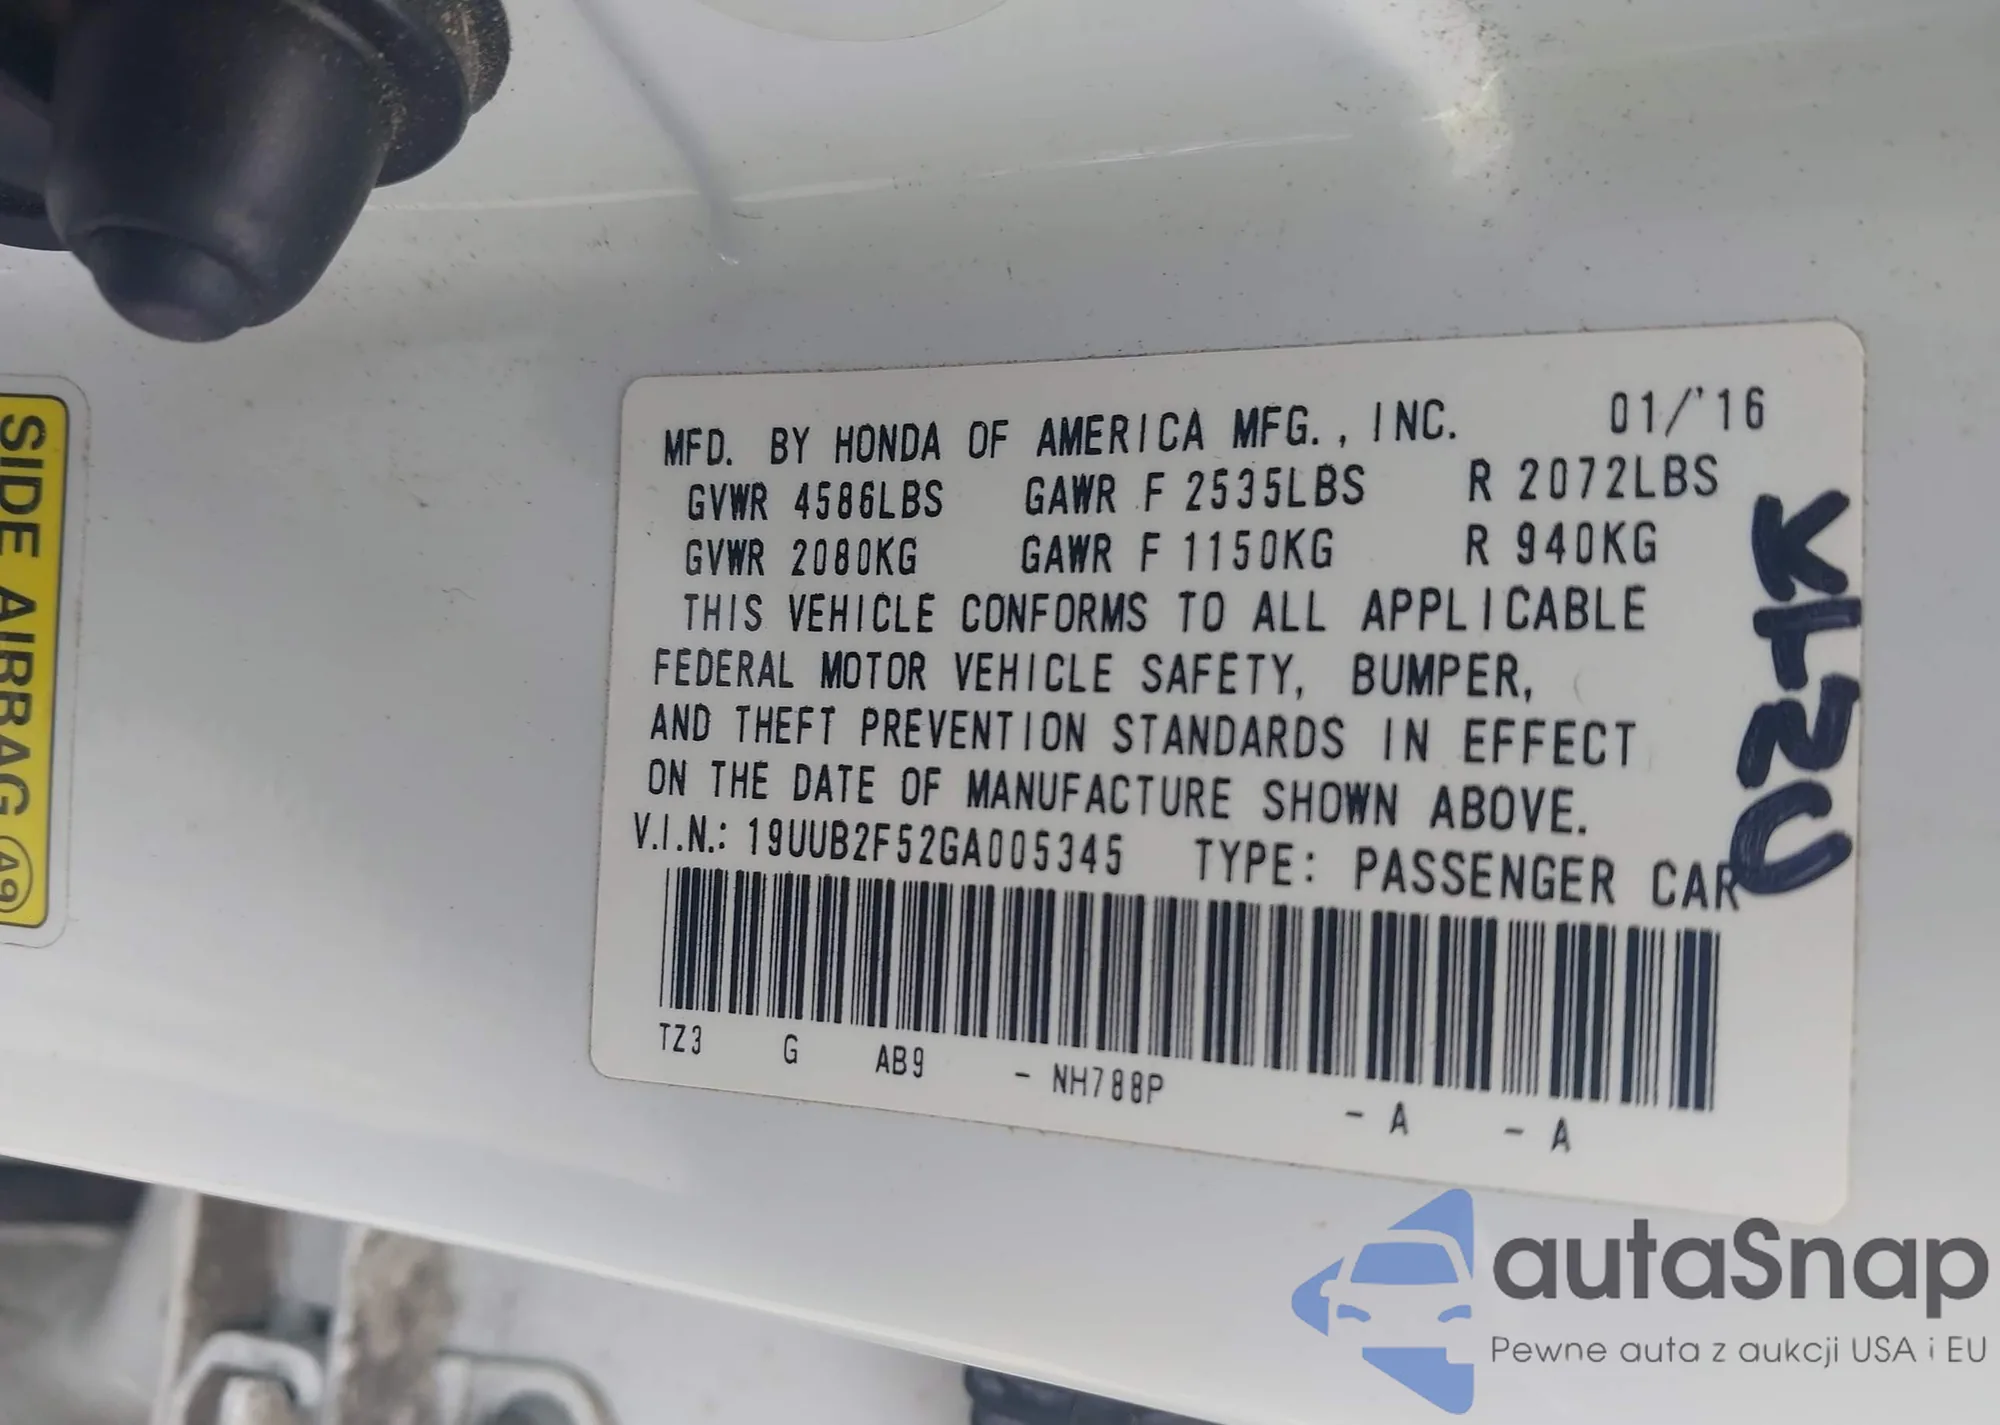 MFD. BY HONDA OF AMERICA MFG., INC. 01/'16
GVWR 4586LBS GAWR F 2535LBS R 2072LBS
GVWR 2080KG GAWR F 1150KG R 940KG
THIS VEHICLE CONFORMS TO ALL APPLICABLE
FEDERAL MOTOR VEHICLE SAFETY, BUMPER,
AND THEFT PREVENTION STANDARDS IN EFFECT
ON THE DATE OF MANUFACTURE SHOWN ABOVE.
V.I.N.: 19UUB2F52GA005345 TYPE: PASSENGER CAR
TZ3 G AB9 - NH788P - A - A
SIDE AIRBAG A9
autaSnap
Pewne auta z aukcji USA i EU